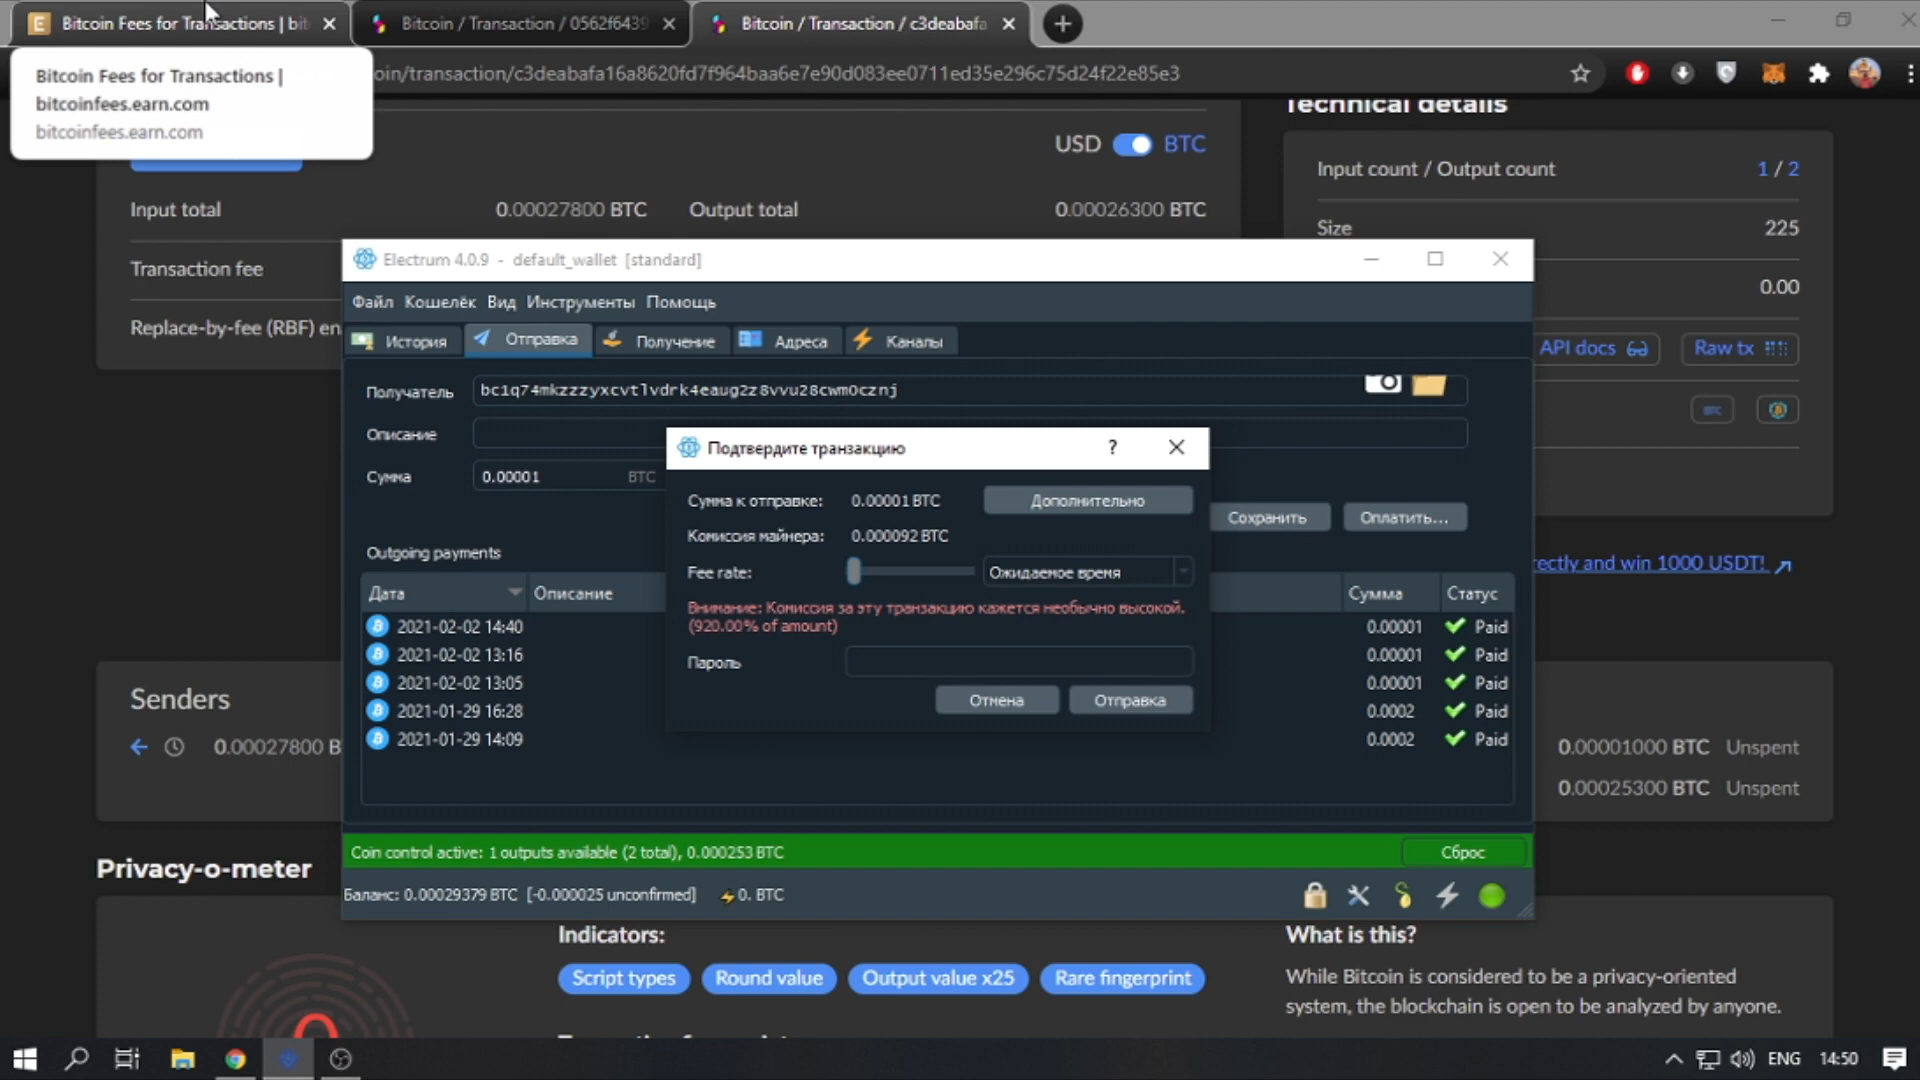 Bitcoin Fees for Transactions | bit
Bitcoin / Transaction / 0562f6439
Bitcoin / Transaction / c3deabafa
Bitcoin Fees for Transactions |
bitcoinfees.earn.com
bitcoinfees.earn.com
oin/transaction/c3deabafa16a8620fd7f964baa6e7e90d083ee0711ed35e296c75d24f22e85e3
Technical details
USD BTC
Input count / Output count 1 / 2
Input total 0.00027800 BTC Output total 0.00026300 BTC
Size 225
Transaction fee
0.00
Replace-by-fee (RBF) en
API docs Raw tx
Electrum 4.0.9 - default_wallet [standard]
Файл Кошелёк Вид Инструменты Помощь
История Отправка Получение Адреса Каналы
Получатель bc1q74mkzzzyxcvtlvdrk4eaug2z8vvu28cwm0cznj
Описание
Сумма 0.00001 BTC
Сохранить Оплатить...
Подтвердите транзакцию ?
Сумма к отправке: 0.00001 BTC Дополнительно
Комиссия майнера: 0.000092 BTC
Fee rate: Ожидаемое время
Внимание: Комиссия за эту транзакцию кажется необычно высокой.
(920.00% of amount)
Пароль
Отмена Отправка
Outgoing payments
Дата Описание Сумма Статус
2021-02-02 14:40 0.00001 Paid
2021-02-02 13:16 0.00001 Paid
2021-02-02 13:05 0.00001 Paid
2021-01-29 16:28 0.0002 Paid
2021-01-29 14:09 0.0002 Paid
Coin control active: 1 outputs available (2 total), 0.000253 BTC Сброс
Баланс: 0.00029379 BTC [-0.000025 unconfirmed] 0. BTC
rectly and win 1000 USDT!
Senders
0.00027800 B
0.00001000 BTC Unspent
0.00025300 BTC Unspent
Privacy-o-meter
Indicators:
Script types Round value Output value x25 Rare fingerprint
What is this?
While Bitcoin is considered to be a privacy-oriented
system, the blockchain is open to be analyzed by anyone.
ENG 14:50